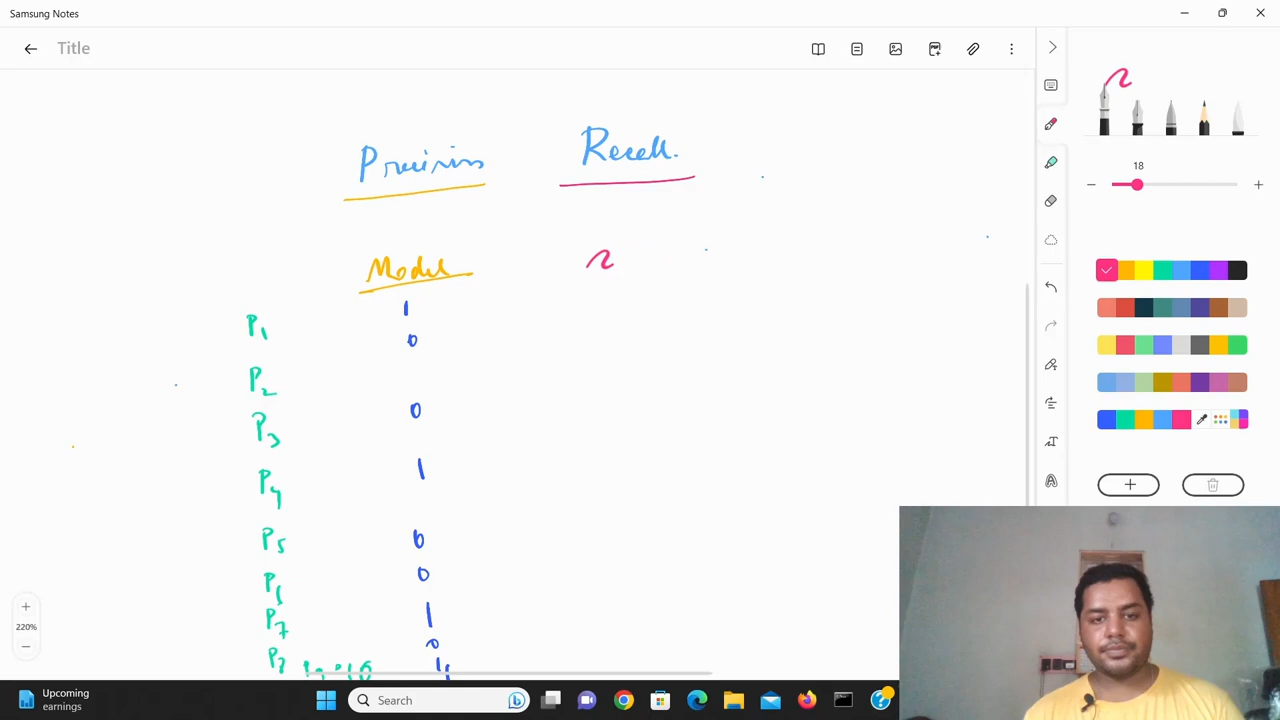 Samsung Notes
Title
18
Precision Recall.
Model
1
P1
0
P2
0
P3
1
P4
0
P5
0
P6
1
P7
0
220%
Upcoming
earnings
Search